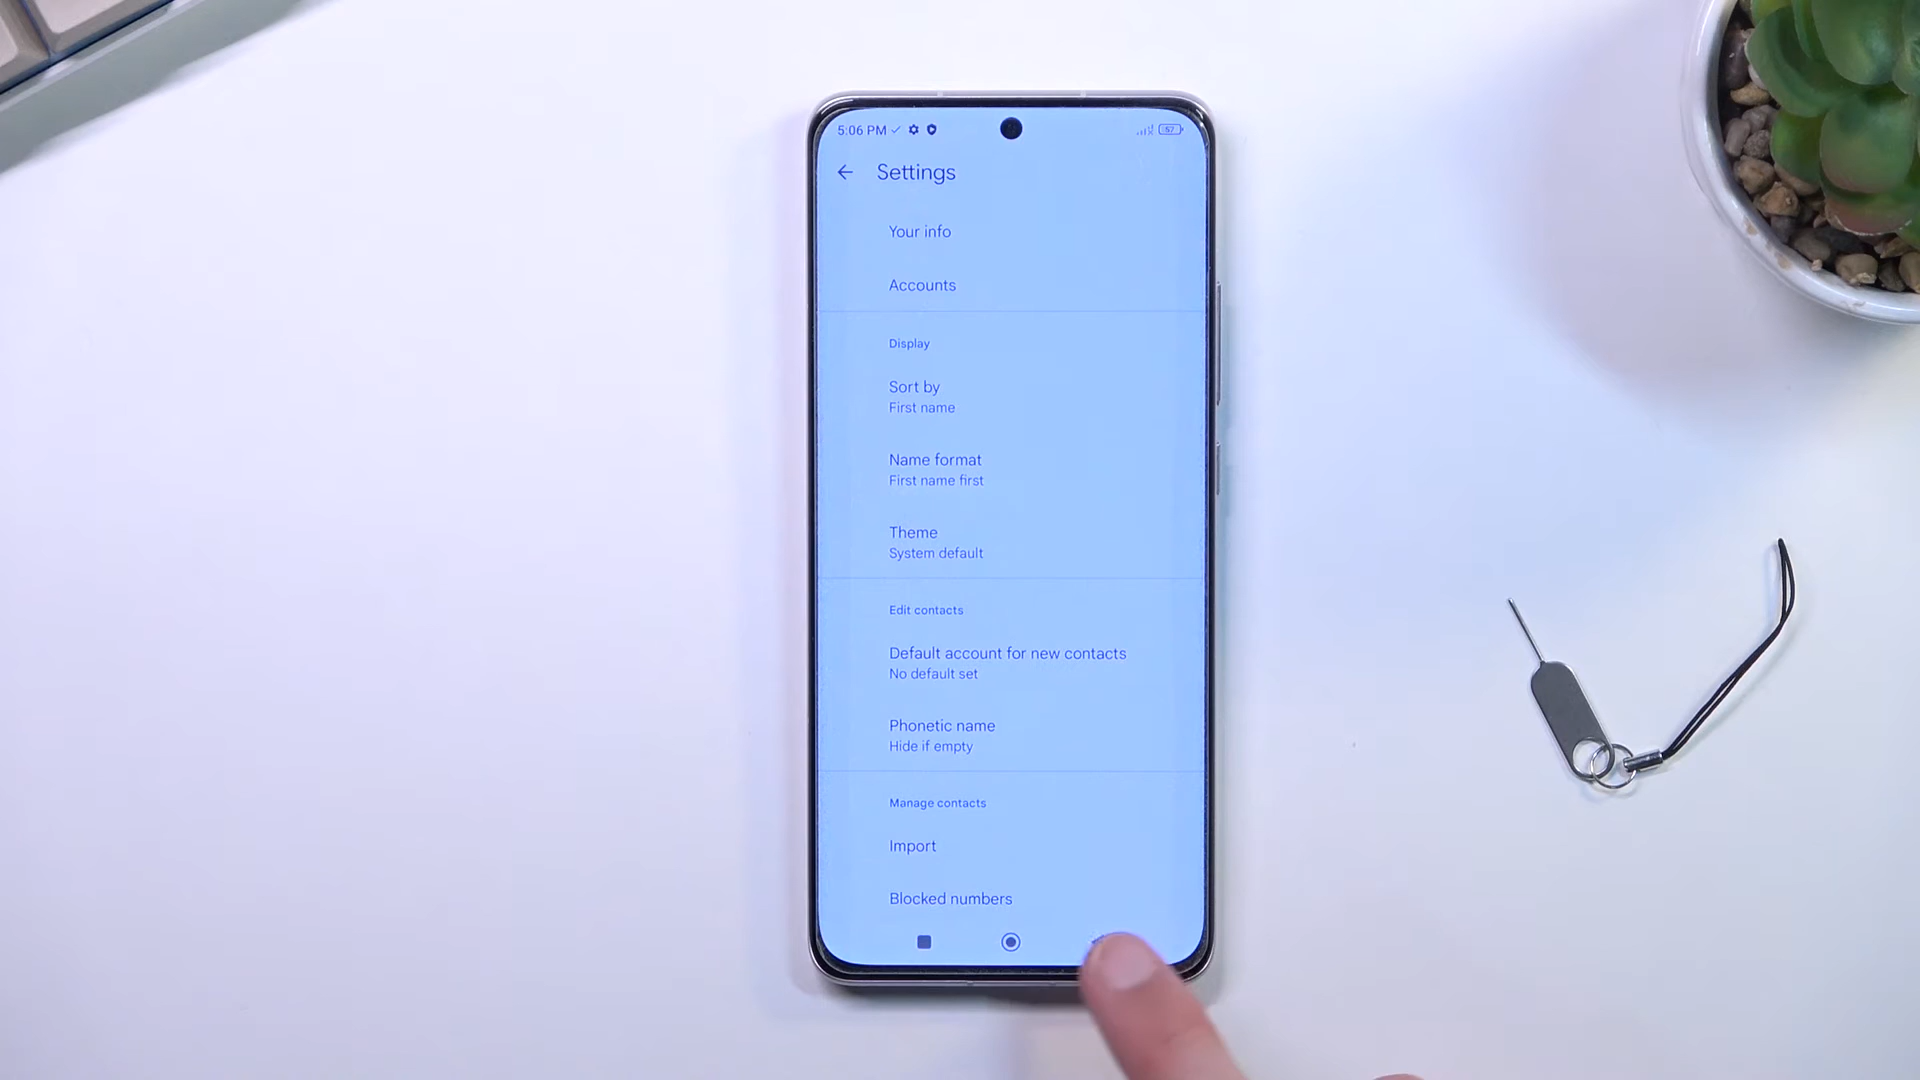 5:06 PM
57
Settings
Your info
Accounts
Display
Sort by
First name
Name format
First name first
Theme
System default
Edit contacts
Default account for new contacts
No default set
Phonetic name
Hide if empty
Manage contacts
Import
Blocked numbers